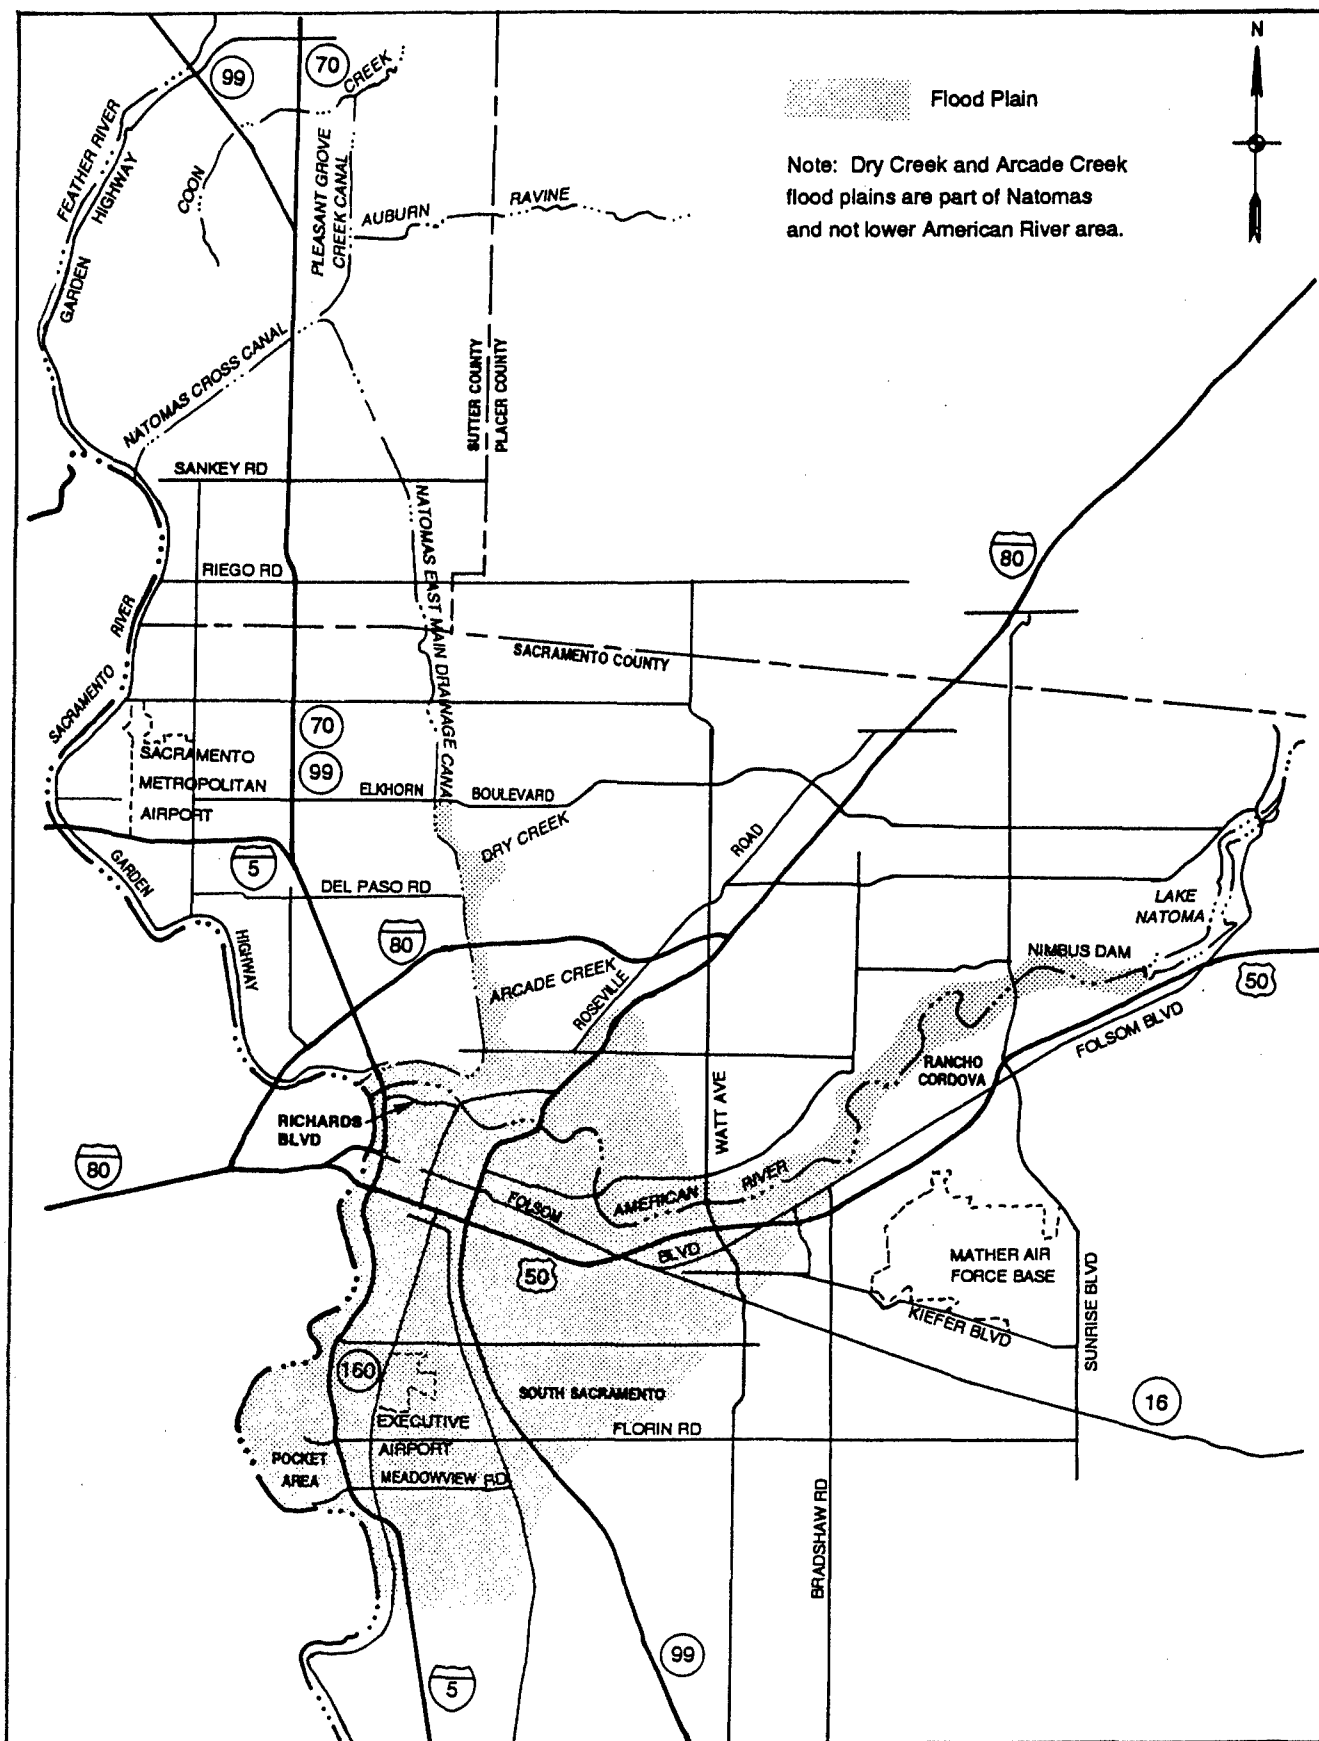 N
99
70
CREEK
Flood Plain
Note: Dry Creek and Arcade Creek
flood plains are part of Natomas
and not lower American River area.
FEATHER RIVER
GARDEN HIGHWAY
COON
PLEASANT GROVE
CREEK CANAL
AUBURN RAVINE
NATOMAS CROSS CANAL
SUTTER COUNTY
PLACER COUNTY
SANKEY RD
NATOMAS EAST MAIN DRAINAGE CANAL
80
RIEGO RD
SACRAMENTO RIVER
SACRAMENTO COUNTY
70
99
SACRAMENTO
METROPOLITAN
AIRPORT
ELKHORN BOULEVARD
DRY CREEK
ROSEVILLE ROAD
GARDEN HIGHWAY
5
DEL PASO RD
80
LAKE
NATOMA
ARCADE CREEK
NIMBUS DAM
50
FOLSOM BLVD
RANCHO
CORDOVA
RICHARDS
BLVD
WATT AVE
80
AMERICAN RIVER
FOLSOM BLVD
50
MATHER AIR
FORCE BASE
KIEFER BLVD
SUNRISE BLVD
160
SOUTH SACRAMENTO
16
EXECUTIVE
AIRPORT
FLORIN RD
POCKET
AREA
MEADOWVIEW RD
BRADSHAW RD
99
5